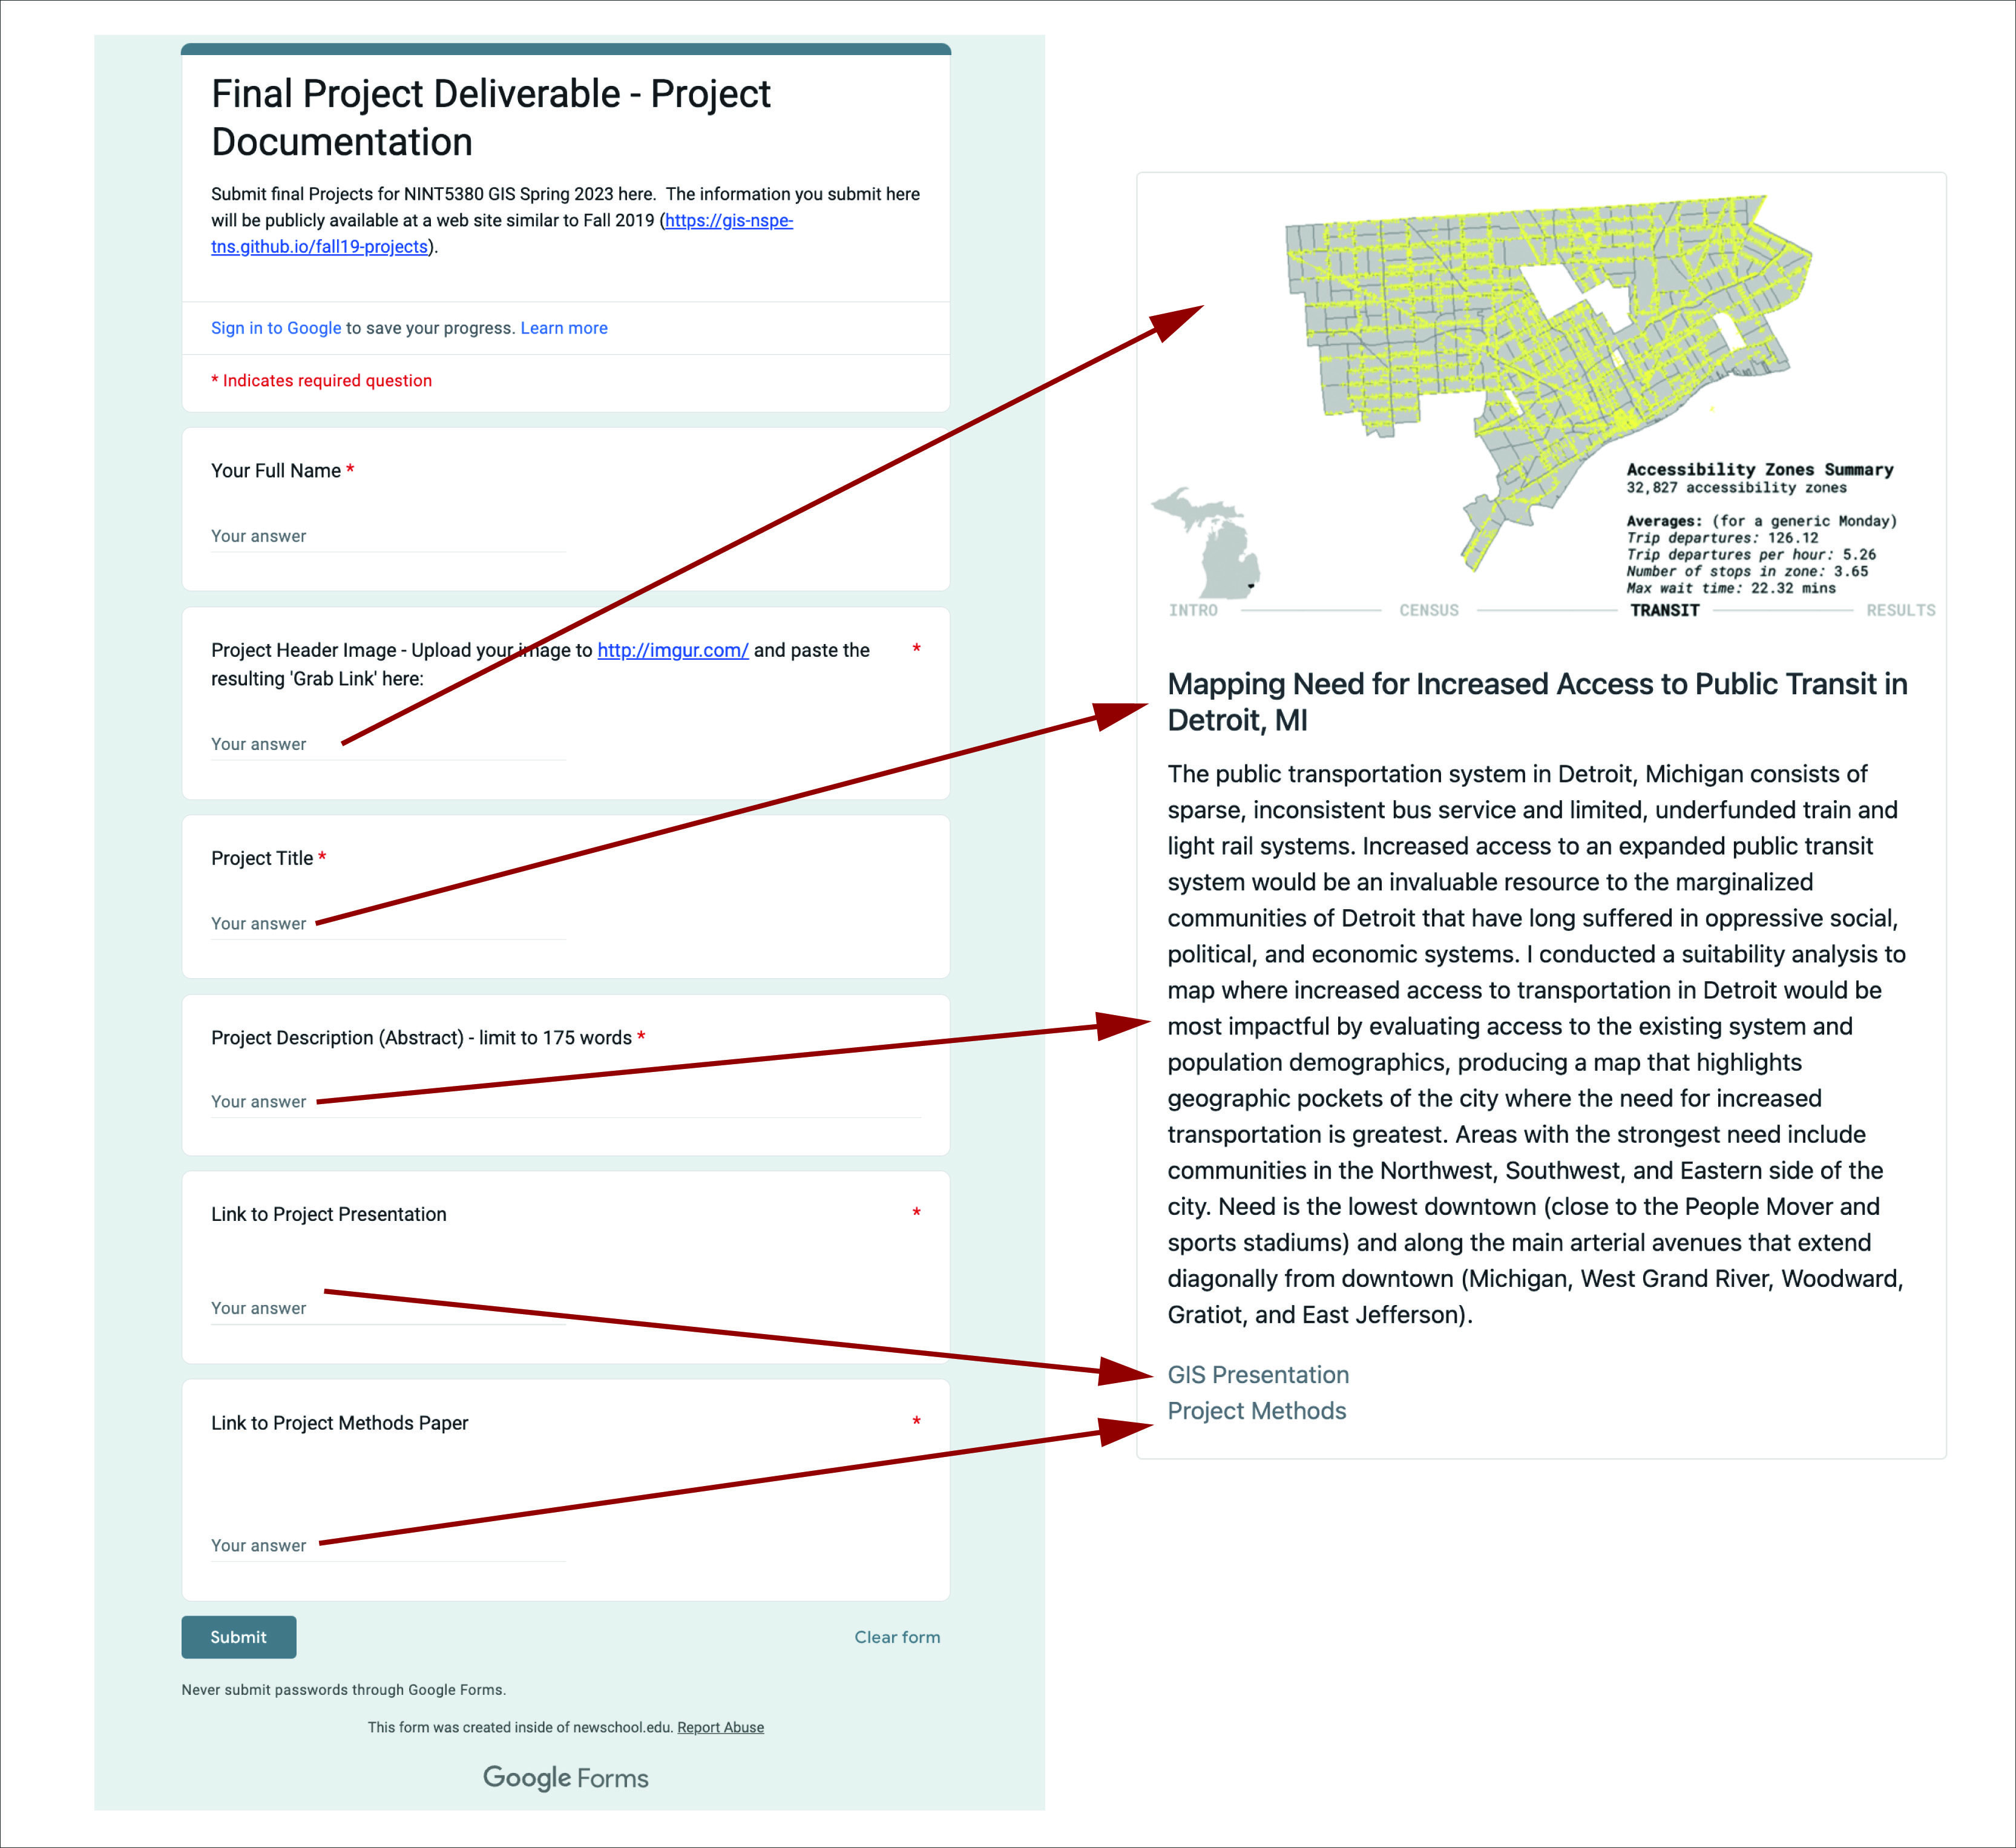 Final Project Deliverable - Project
Documentation
Submit final Projects for NINT5380 GIS Spring 2023 here.  The information you submit here
will be publicly available at a web site similar to Fall 2019 (https://gis-nspe-
tns.github.io/fall19-projects).
Sign in to Google to save your progress. Learn more
* Indicates required question
Your Full Name *
Your answer
Project Header Image - Upload your image to http://imgur.com/ and paste the *
resulting 'Grab Link' here:
Your answer
Project Title *
Your answer
Project Description (Abstract) - limit to 175 words *
Your answer
Link to Project Presentation *
Your answer
Link to Project Methods Paper *
Your answer
Submit
Clear form
Never submit passwords through Google Forms.
This form was created inside of newschool.edu. Report Abuse
Google Forms
Accessibility Zones Summary
32,827 accessibility zones
Averages: (for a generic Monday)
Trip departures: 126.12
Trip departures per hour: 5.26
Number of stops in zone: 3.65
Max wait time: 22.32 mins
INTRO CENSUS TRANSIT RESULTS
Mapping Need for Increased Access to Public Transit in
Detroit, MI
The public transportation system in Detroit, Michigan consists of
sparse, inconsistent bus service and limited, underfunded train and
light rail systems. Increased access to an expanded public transit
system would be an invaluable resource to the marginalized
communities of Detroit that have long suffered in oppressive social,
political, and economic systems. I conducted a suitability analysis to
map where increased access to transportation in Detroit would be
most impactful by evaluating access to the existing system and
population demographics, producing a map that highlights
geographic pockets of the city where the need for increased
transportation is greatest. Areas with the strongest need include
communities in the Northwest, Southwest, and Eastern side of the
city. Need is the lowest downtown (close to the People Mover and
sports stadiums) and along the main arterial avenues that extend
diagonally from downtown (Michigan, West Grand River, Woodward,
Gratiot, and East Jefferson).
GIS Presentation
Project Methods